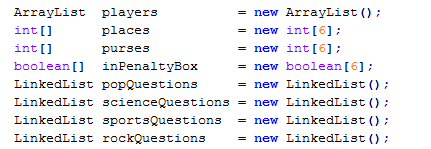 ArrayList  players          = new ArrayList();
int[]      places           = new int[6];
int[]      purses           = new int[6];
boolean[]  inPenaltyBox     = new boolean[6];
LinkedList popQuestions     = new LinkedList();
LinkedList scienceQuestions = new LinkedList();
LinkedList sportsQuestions  = new LinkedList();
LinkedList rockQuestions    = new LinkedList();